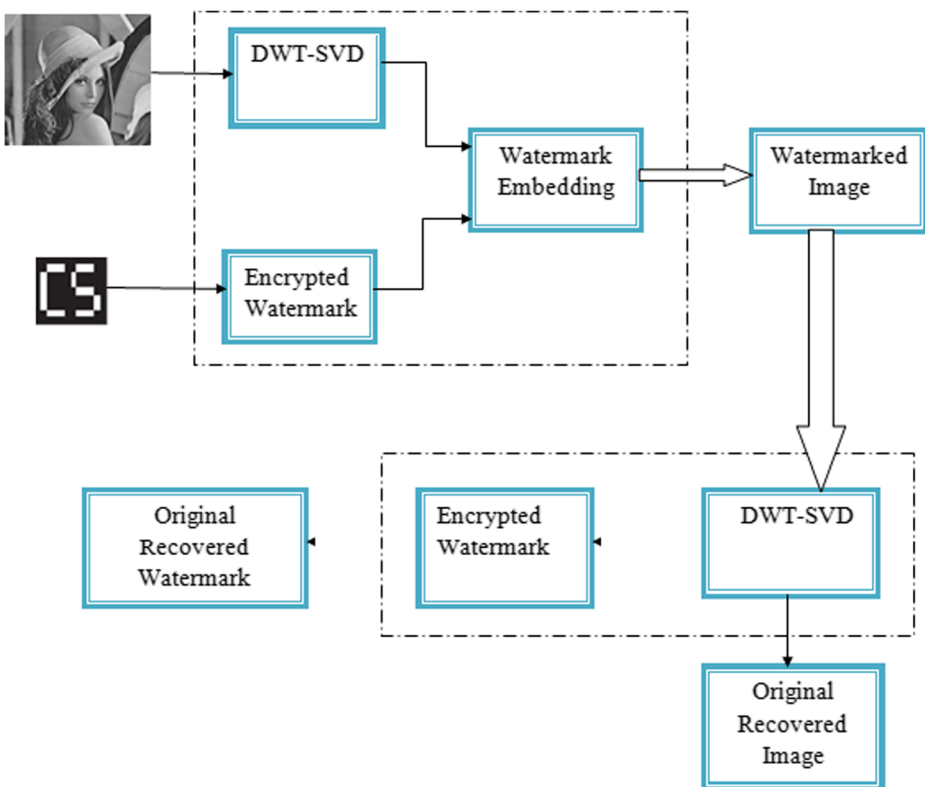 DWT-SVD
Watermark
Embedding
Watermarked
Image
CS
Encrypted
Watermark
Original
Recovered
Watermark
Encrypted
Watermark
DWT-SVD
Original
Recovered
Image